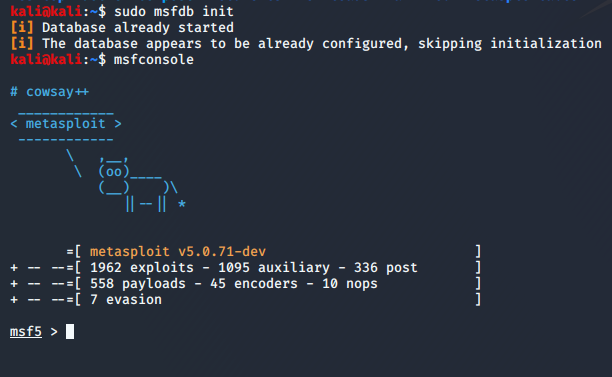 kali@kali:~$ sudo msfdb init
[i] Database already started
[i] The database appears to be already configured, skipping initialization
kali@kali:~$ msfconsole
# cowsay++
 ____________
< metasploit >
 ------------
       \   ,__,
        \  (oo)____
           (__)    )\
              ||--|| *
       =[ metasploit v5.0.71-dev                          ]
+ -- --=[ 1962 exploits - 1095 auxiliary - 336 post       ]
+ -- --=[ 558 payloads - 45 encoders - 10 nops            ]
+ -- --=[ 7 evasion                                       ]
msf5 >